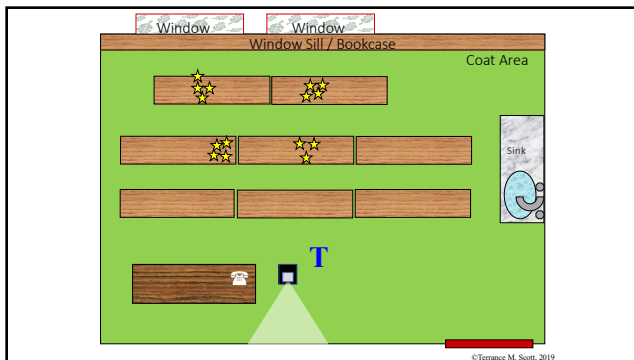 Window Window
Window Sill / Bookcase
Coat Area
Sink
T
©Terrance M. Scott, 2019